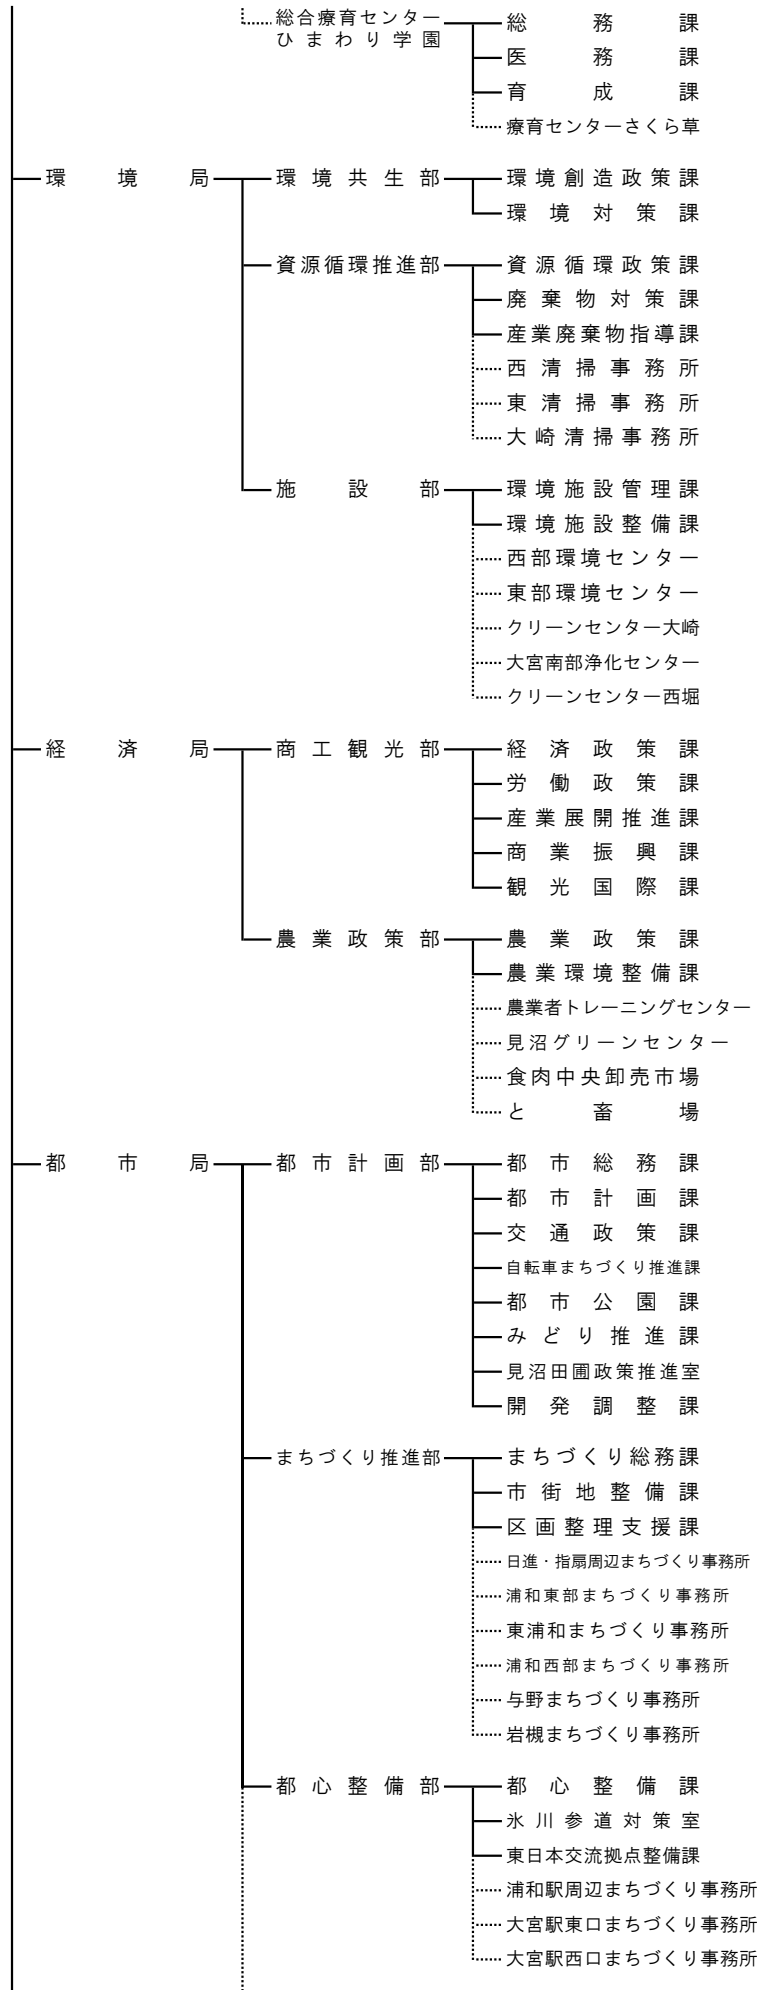 総合療育センター 総務課
ひまわり学園
医務課
育成課
療育センターさくら草
環境局 環境共生部 環境創造政策課
環境対策課
資源循環推進部 資源循環政策課
廃棄物対策課
産業廃棄物指導課
西清掃事務所
東清掃事務所
大崎清掃事務所
施設部 環境施設管理課
環境施設整備課
西部環境センター
東部環境センター
クリーンセンター大崎
大宮南部浄化センター
クリーンセンター西堀
経済局 商工観光部 経済政策課
労働政策課
産業展開推進課
商業振興課
観光国際課
農業政策部 農業政策課
農業環境整備課
農業者トレーニングセンター
見沼グリーンセンター
食肉中央卸売市場
と畜場
都市局 都市計画部 都市総務課
都市計画課
交通政策課
自転車まちづくり推進課
都市公園課
みどり推進課
見沼田圃政策推進室
開発調整課
まちづくり推進部 まちづくり総務課
市街地整備課
区画整理支援課
日進・指扇周辺まちづくり事務所
浦和東部まちづくり事務所
東浦和まちづくり事務所
浦和西部まちづくり事務所
与野まちづくり事務所
岩槻まちづくり事務所
都心整備部 都心整備課
氷川参道対策室
東日本交流拠点整備課
浦和駅周辺まちづくり事務所
大宮駅東口まちづくり事務所
大宮駅西口まちづくり事務所